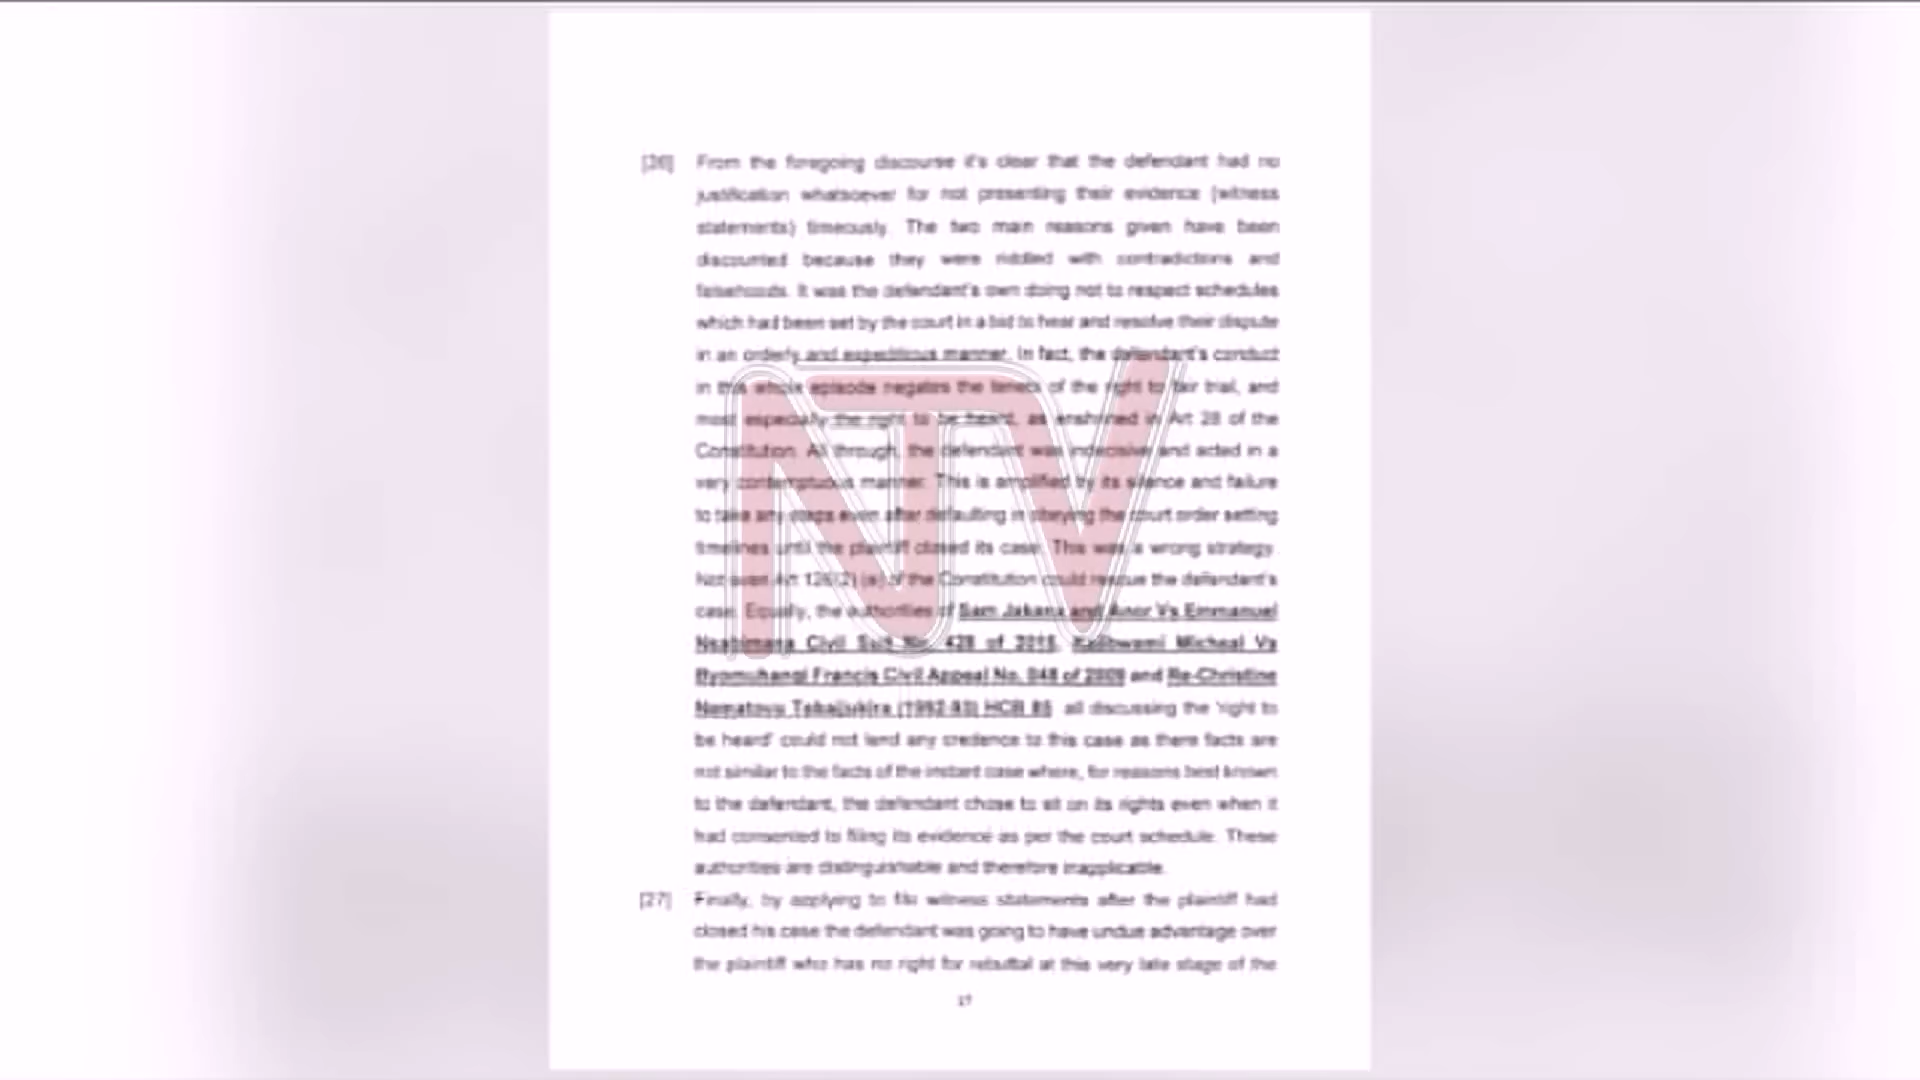 [26] From the foregoing discourse it's clear that the defendant had no
justification whatsoever for not presenting their evidence (witness
statements) timeously. The two main reasons given have been
discounted because they were riddled with contradictions and
falsehoods. It was the defendant's own doing not to respect schedules
which had been set by the court in a bid to hear and resolve their dispute
in an orderly and expeditious manner. In fact, the defendant's conduct
in this whole episode negates the tenets of the right to fair trial, and
most especially the right to be heard, as enshrined in Art 28 of the
Constitution. All through, the defendant was indecisive and acted in a
very contemptuous manner. This is amplified by its silence and failure
to take any steps even after defaulting in obeying the court order setting
timelines until the plaintiff closed its case. This was a wrong strategy.
Not even Art 126(2) (e) of the Constitution could rescue the defendant's
case. Equally, the authorities of Sam Jakana and Anor Vs Emmanuel
Nsabimana Civil Suit No. 428 of 2015, Micheal Vs
Byomuhangi Francis Civil Appeal No. 048 of 2009 and Re-Christine
Namatovu Tebajjukira (1992-93) HCB 85 all discussing the 'right to
be heard' could not lend any credence to this case as there facts are
not similar to the facts of the instant case where, for reasons best known
to the defendant, the defendant chose to sit on its rights even when it
had consented to filing its evidence as per the court schedule. These
authorities are distinguishable and therefore inapplicable.
[27] Finally, by applying to file witness statements after the plaintiff had
closed his case the defendant was going to have undue advantage over
the plaintiff who has no right for rebuttal at this very late stage of the
17
NTV